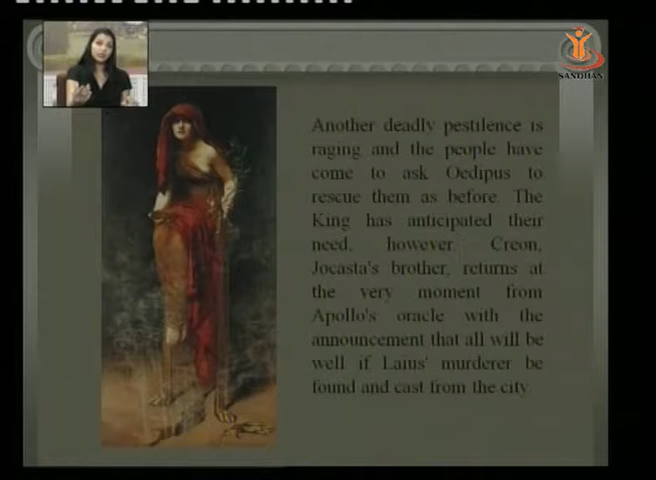 SANDHAN
Another deadly pestilence is
raging and the people have
come to ask Oedipus to
rescue them as before. The
King has anticipated their
need, however. Creon,
Jocasta's brother, returns at
the very moment from
Apollo's oracle with the
announcement that all will be
well if Laius' murderer be
found and cast from the city